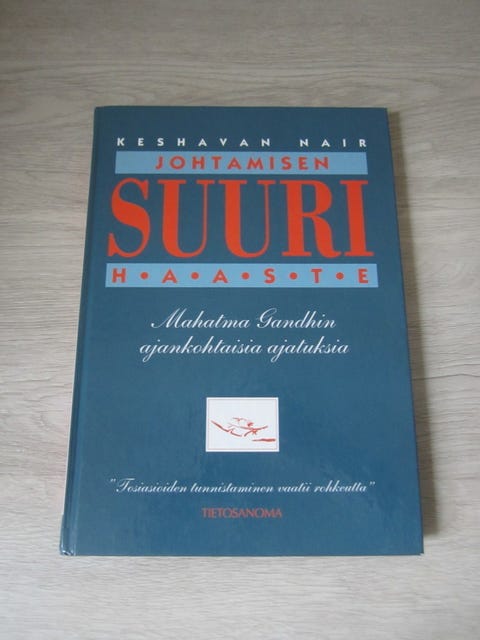 KESHAVAN NAIR
JOHTAMISEN
SUURI
H•A•A•S•T•E
Mahatma Gandhin
ajankohtaisia ajatuksia
"Tosiasioiden tunnistaminen vaatii rohkeutta"
TIETOSANOMA